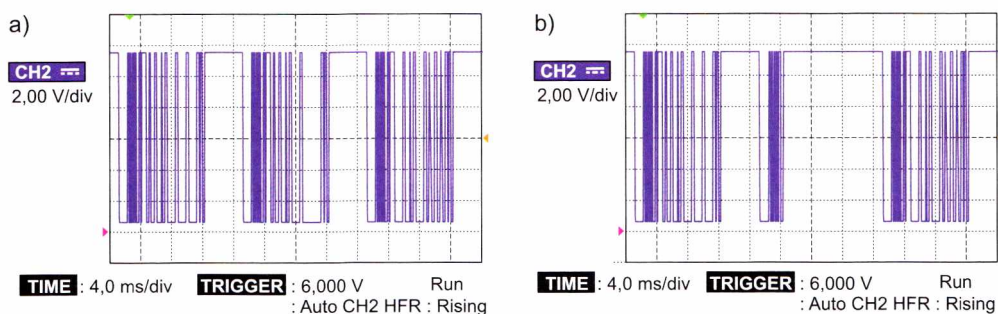 a)
CH2
2,00 V/div
TIME : 4,0 ms/div TRIGGER : 6,000 V Run
: Auto CH2 HFR : Rising
b)
CH2
2,00 V/div
TIME : 4,0 ms/div TRIGGER : 6,000 V Run
: Auto CH2 HFR : Rising